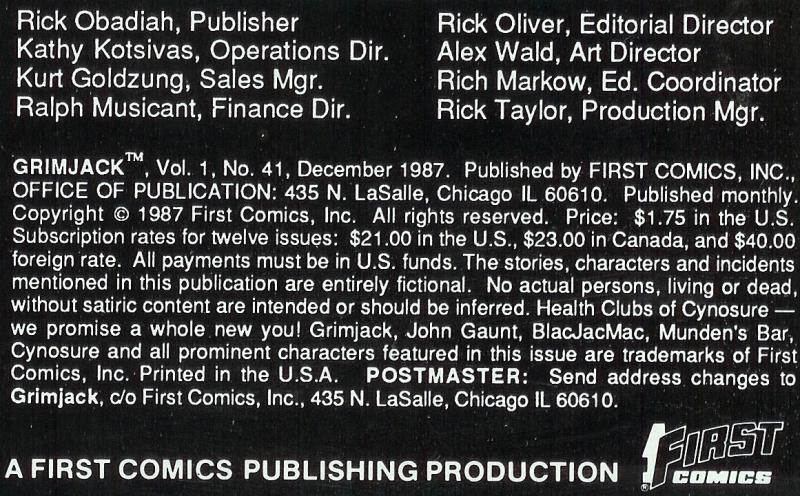 Rick Obadiah, Publisher
Kathy Kotsivas, Operations Dir.
Kurt Goldzung, Sales Mgr.
Ralph Musicant, Finance Dir.
Rick Oliver, Editorial Director
Alex Wald, Art Director
Rich Markow, Ed. Coordinator
Rick Taylor, Production Mgr.
GRIMJACK™, Vol. 1, No. 41, December 1987. Published by FIRST COMICS, INC.,
OFFICE OF PUBLICATION: 435 N. LaSalle, Chicago IL 60610. Published monthly.
Copyright © 1987 First Comics, Inc. All rights reserved. Price: $1.75 in the U.S.
Subscription rates for twelve issues: $21.00 in the U.S., $23.00 in Canada, and $40.00
foreign rate. All payments must be in U.S. funds. The stories, characters and incidents
mentioned in this publication are entirely fictional. No actual persons, living or dead,
without satiric content are intended or should be inferred. Health Clubs of Cynosure —
we promise a whole new you! Grimjack, John Gaunt, BlacJacMac, Munden's Bar,
Cynosure and all prominent characters featured in this issue are trademarks of First
Comics, Inc. Printed in the U.S.A. POSTMASTER: Send address changes to
Grimjack, c/o First Comics, Inc., 435 N. LaSalle, Chicago IL 60610.
A FIRST COMICS PUBLISHING PRODUCTION
FIRST
COMICS
®